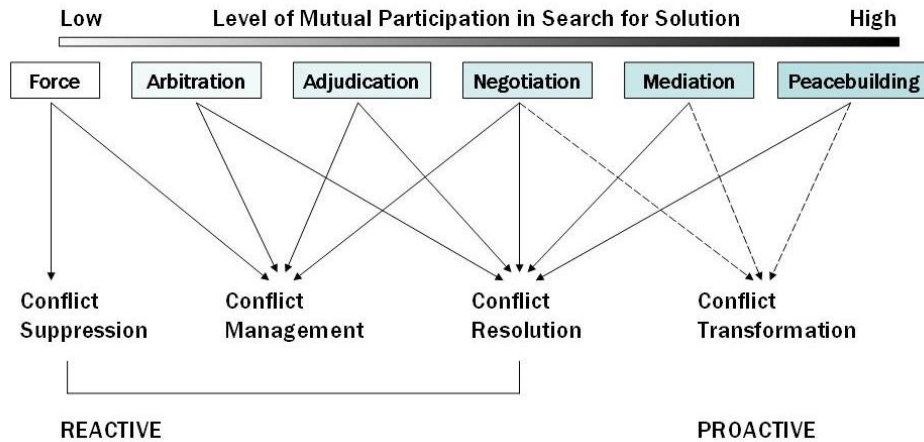 Low Level of Mutual Participation in Search for Solution High
Force Arbitration Adjudication Negotiation Mediation Peacebuilding
Conflict Suppression
Conflict Management
Conflict Resolution
Conflict Transformation
REACTIVE PROACTIVE